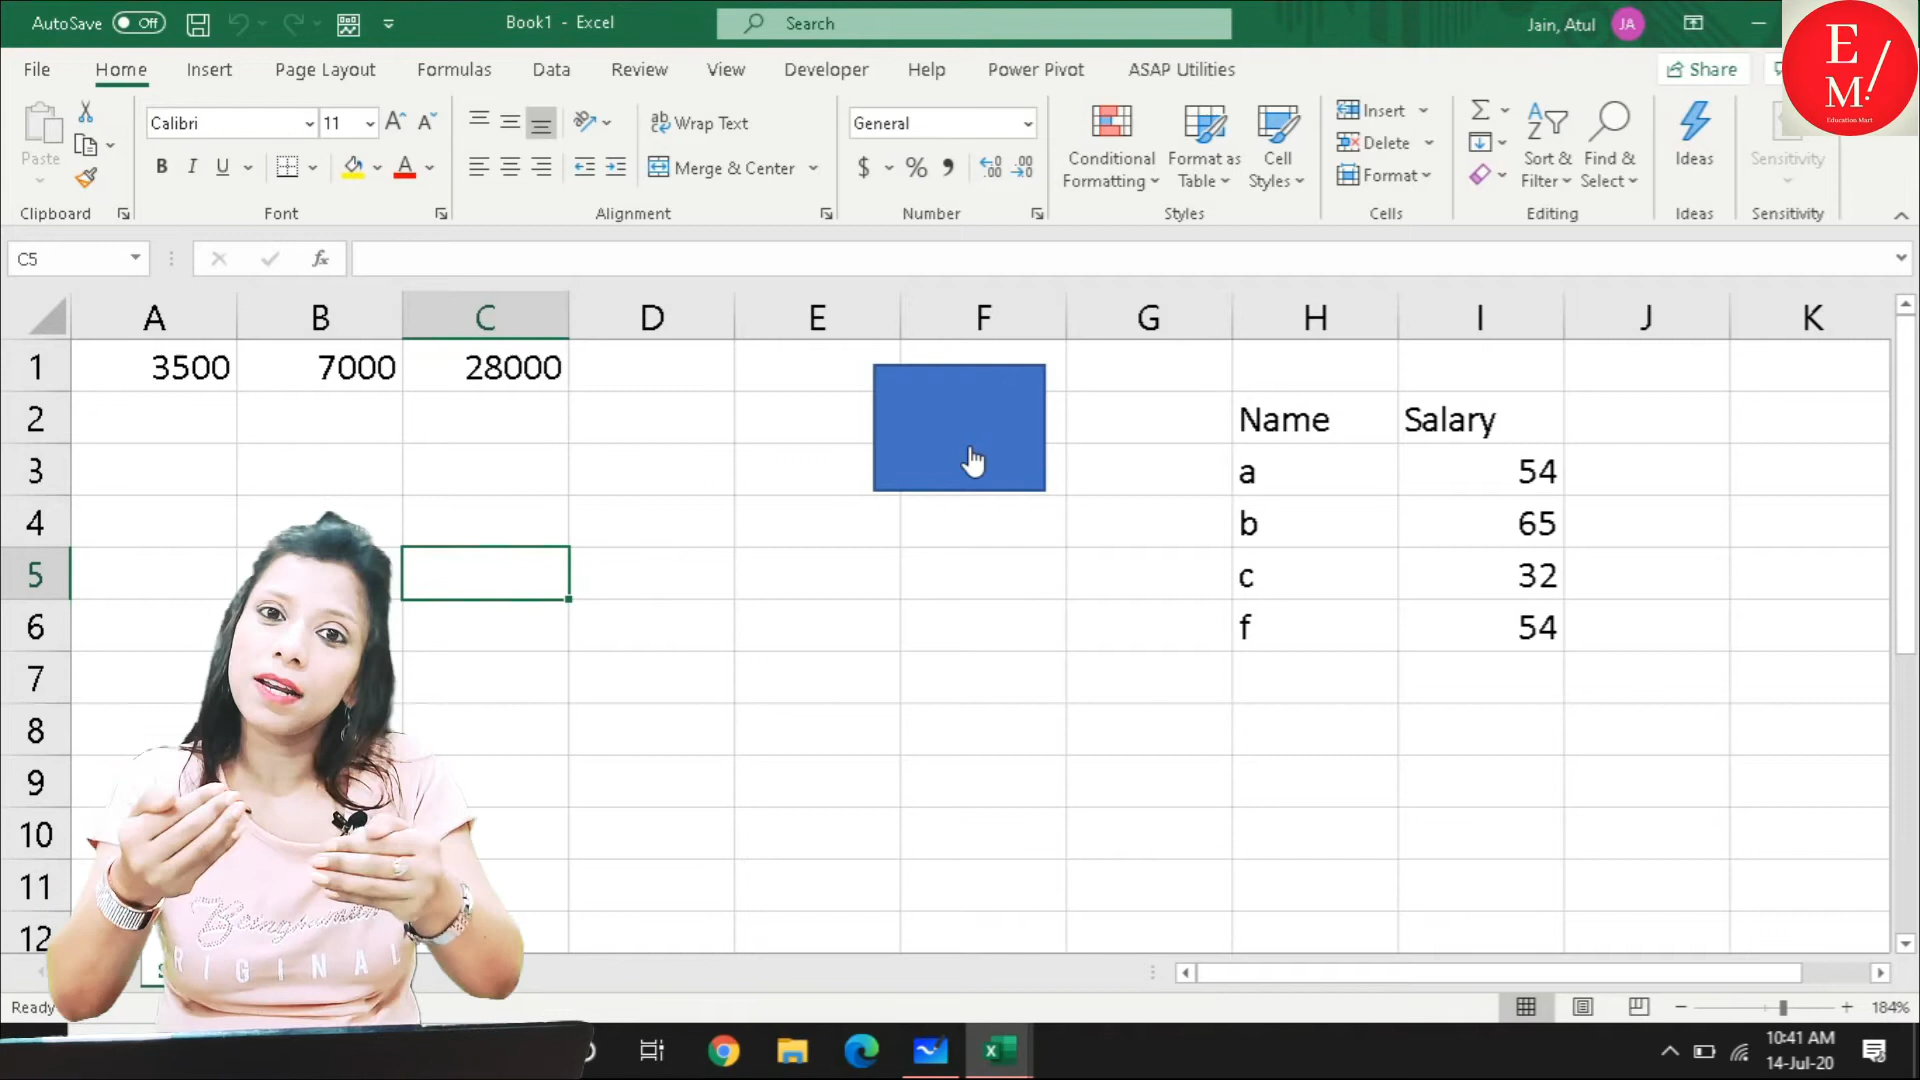 AutoSave Off Book1 - Excel Search Jain, Atul JA
File Home Insert Page Layout Formulas Data Review View Developer Help Power Pivot ASAP Utilities Share
E
M!
Education Mart
Paste
Clipboard
Calibri 11
B I U
Font
Wrap Text
Merge & Center
Alignment
General
$ % ,
Number
Conditional Formatting
Format as Table
Cell Styles
Styles
Insert
Delete
Format
Cells
Sort & Filter
Find & Select
Editing
Ideas
Ideas
Sensitivity
Sensitivity
C5 fx
A B C D E F G H I J K
1 3500 7000 28000
2 Name Salary
3 a 54
4 b 65
5 c 32
6 f 54
7
8
9
10
11
12
ORIGINAL
Ready 184%
10:41 AM
14-Jul-20